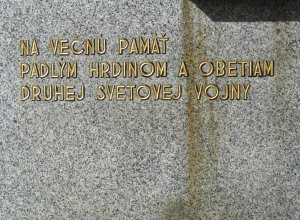 NA VEČNÚ PAMÄŤ
PADLÝM HRDINOM A OBETIAM
DRUHEJ SVETOVEJ VOJNY